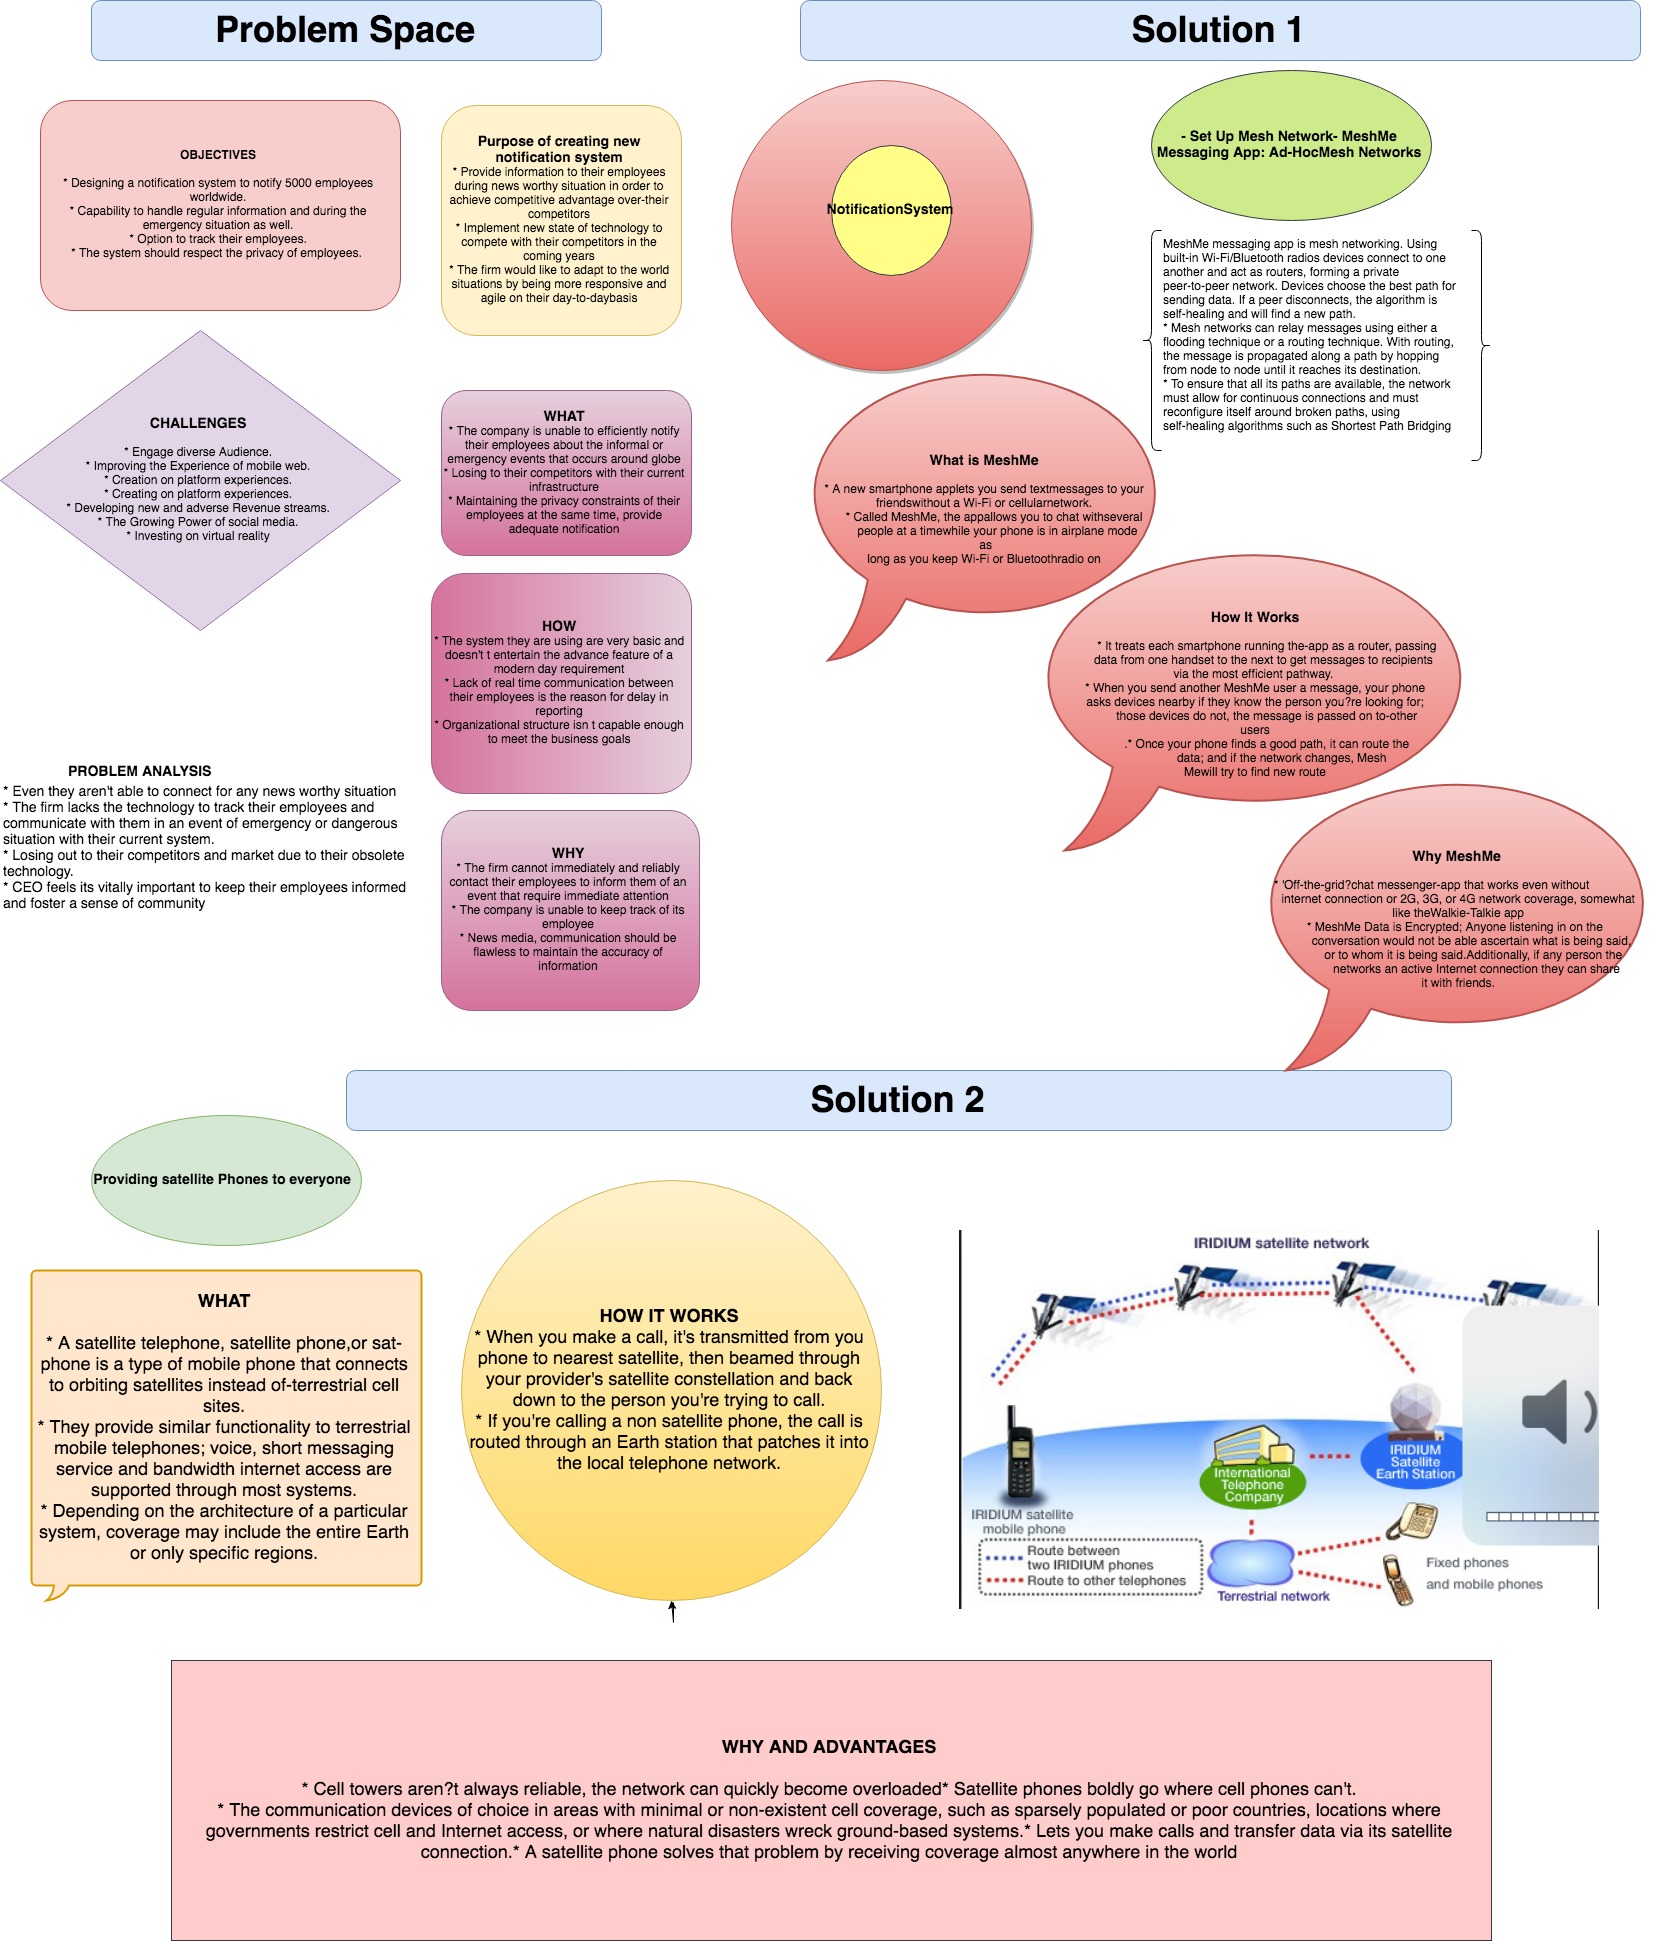 Problem Space
Solution 1
OBJECTIVES
* Designing a notification system to notify 5000 employees
worldwide.
* Capability to handle regular information and during the
emergency situation as well.
* Option to track their employees.
* The system should respect the privacy of employees.
Purpose of creating new
notification system
* Provide information to their employees
during news worthy situation in order to
achieve competitive advantage over-their
competitors
* Implement new state of technology to
compete with their competitors in the
coming years
* The firm would like to adapt to the world
situations by being more responsive and
agile on their day-to-daybasis
CHALLENGES
* Engage diverse Audience.
* Improving the Experience of mobile web.
* Creation on platform experiences.
* Creating on platform experiences.
* Developing new and adverse Revenue streams.
* The Growing Power of social media.
* Investing on virtual reality
WHAT
* The company is unable to efficiently notify
their employees about the informal or
emergency events that occurs around globe
* Losing to their competitors with their current
infrastructure
* Maintaining the privacy constraints of their
employees at the same time, provide
adequate notification
HOW
* The system they are using are very basic and
doesn't t entertain the advance feature of a
modern day requirement
* Lack of real time communication between
their employees is the reason for delay in
reporting
* Organizational structure isn t capable enough
to meet the business goals
PROBLEM ANALYSIS
* Even they aren't able to connect for any news worthy situation
* The firm lacks the technology to track their employees and
communicate with them in an event of emergency or dangerous
situation with their current system.
* Losing out to their competitors and market due to their obsolete
technology.
* CEO feels its vitally important to keep their employees informed
and foster a sense of community
WHY
* The firm cannot immediately and reliably
contact their employees to inform them of an
event that require immediate attention
* The company is unable to keep track of its
employee
* News media, communication should be
flawless to maintain the accuracy of
information
NotificationSystem
- Set Up Mesh Network- MeshMe
Messaging App: Ad-HocMesh Networks
MeshMe messaging app is mesh networking. Using
built-in Wi-Fi/Bluetooth radios devices connect to one
another and act as routers, forming a private
peer-to-peer network. Devices choose the best path for
sending data. If a peer disconnects, the algorithm is
self-healing and will find a new path.
* Mesh networks can relay messages using either a
flooding technique or a routing technique. With routing,
the message is propagated along a path by hopping
from node to node until it reaches its destination.
* To ensure that all its paths are available, the network
must allow for continuous connections and must
reconfigure itself around broken paths, using
self-healing algorithms such as Shortest Path Bridging
What is MeshMe
* A new smartphone applets you send textmessages to your
friendswithout a Wi-Fi or cellularnetwork.
* Called MeshMe, the appallows you to chat withseveral
people at a timewhile your phone is in airplane mode
as
long as you keep Wi-Fi or Bluetoothradio on
How It Works
* It treats each smartphone running the-app as a router, passing
data from one handset to the next to get messages to recipients
via the most efficient pathway.
* When you send another MeshMe user a message, your phone
asks devices nearby if they know the person you?re looking for;
those devices do not, the message is passed on to-other
users
.* Once your phone finds a good path, it can route the
data; and if the network changes, Mesh
Mewill try to find new route
Why MeshMe
* 'Off-the-grid?chat messenger-app that works even without
internet connection or 2G, 3G, or 4G network coverage, somewhat
like theWalkie-Talkie app
* MeshMe Data is Encrypted; Anyone listening in on the
conversation would not be able ascertain what is being said,
or to whom it is being said.Additionally, if any person the
networks an active Internet connection they can share
it with friends.
Solution 2
Providing satellite Phones to everyone
WHAT
* A satellite telephone, satellite phone,or sat-
phone is a type of mobile phone that connects
to orbiting satellites instead of-terrestrial cell
sites.
* They provide similar functionality to terrestrial
mobile telephones; voice, short messaging
service and bandwidth internet access are
supported through most systems.
* Depending on the architecture of a particular
system, coverage may include the entire Earth
or only specific regions.
HOW IT WORKS
* When you make a call, it's transmitted from you
phone to nearest satellite, then beamed through
your provider's satellite constellation and back
down to the person you're trying to call.
* If you're calling a non satellite phone, the call is
routed through an Earth station that patches it into
the local telephone network.
IRIDIUM satellite network
IRIDIUM
Satellite
Earth Station
International
Telephone
Company
IRIDIUM satellite
mobile phone
Route between
two IRIDIUM phones
Route to other telephones
Terrestrial network
Fixed phones
and mobile phones
WHY AND ADVANTAGES
* Cell towers aren?t always reliable, the network can quickly become overloaded* Satellite phones boldly go where cell phones can't.
* The communication devices of choice in areas with minimal or non-existent cell coverage, such as sparsely populated or poor countries, locations where
governments restrict cell and Internet access, or where natural disasters wreck ground-based systems.* Lets you make calls and transfer data via its satellite
connection.* A satellite phone solves that problem by receiving coverage almost anywhere in the world